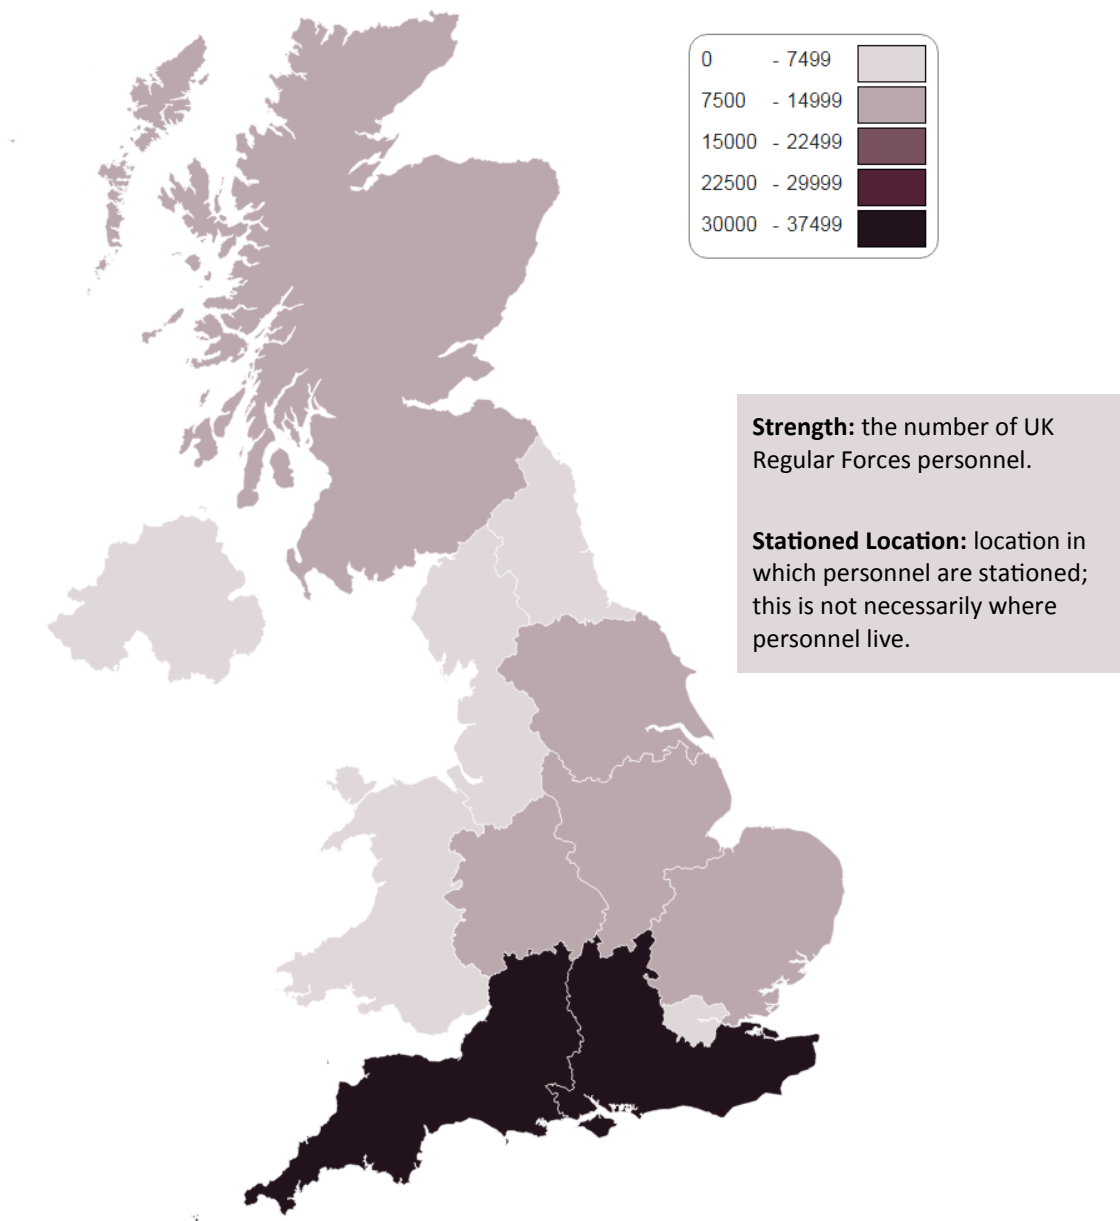 0 - 7499
7500 - 14999
15000 - 22499
22500 - 29999
30000 - 37499
Strength: the number of UK
Regular Forces personnel.
Stationed Location: location in
which personnel are stationed;
this is not necessarily where
personnel live.